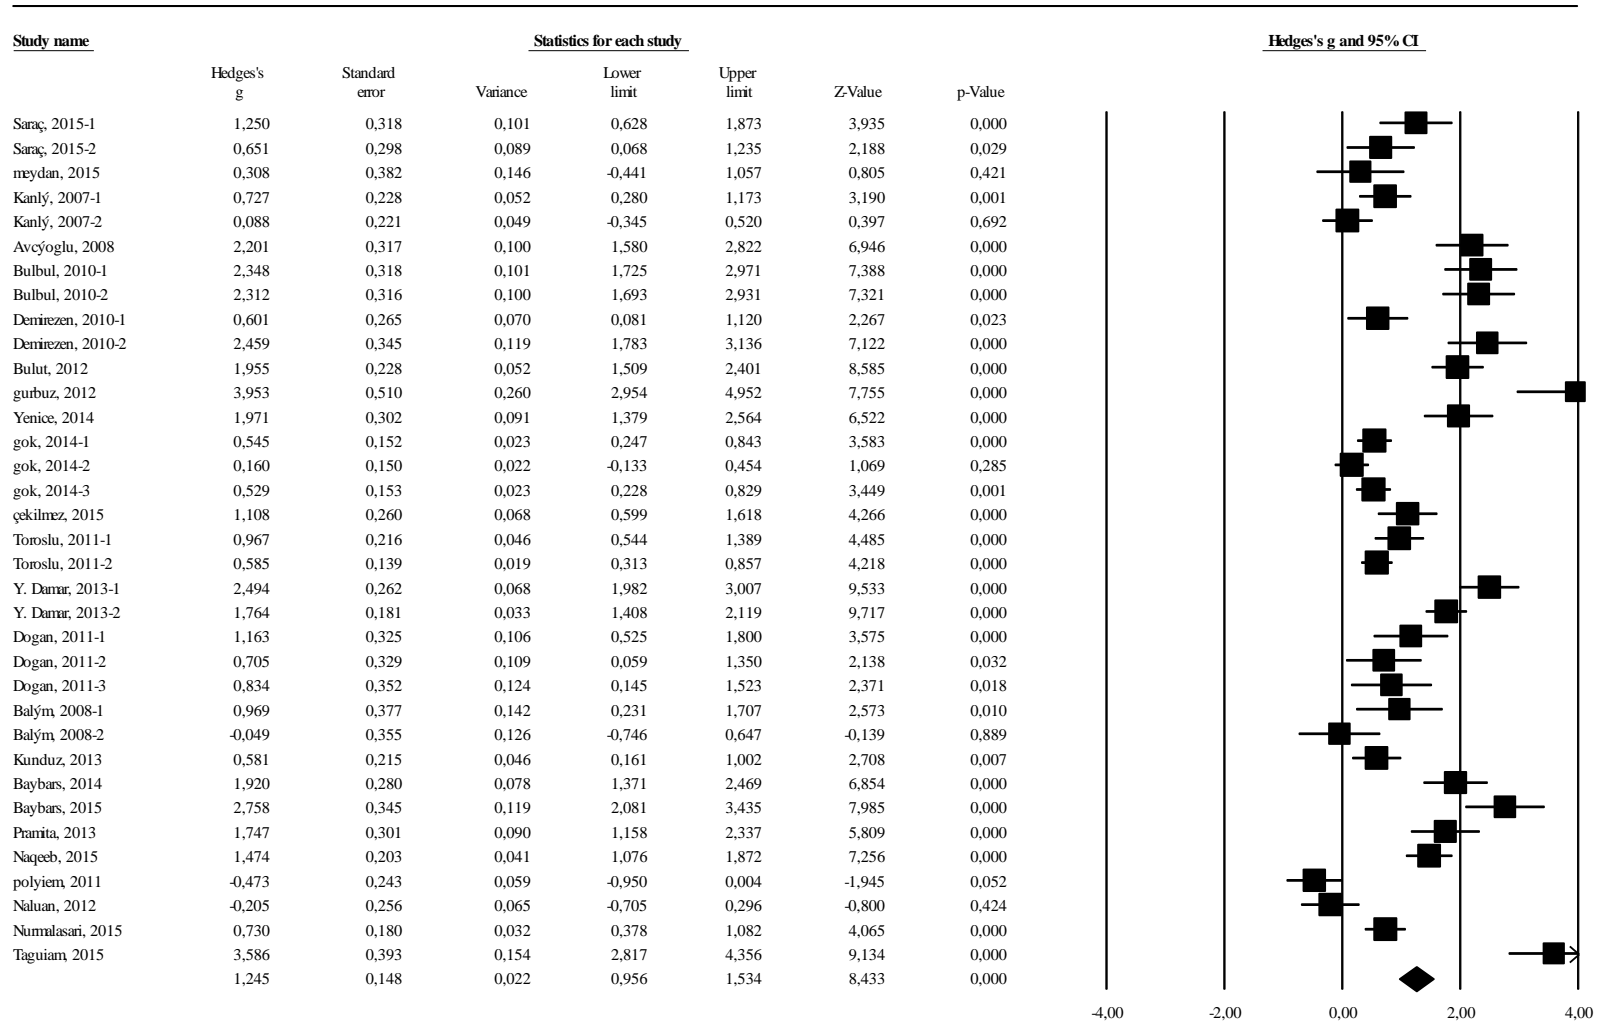 Study name Statistics for each study Hedges's g and 95% CI
Hedges's Standard Lower Upper
g error Variance limit limit Z-Value p-Value
Saraç, 2015-1 1,250 0,318 0,101 0,628 1,873 3,935 0,000
Saraç, 2015-2 0,651 0,298 0,089 0,068 1,235 2,188 0,029
meydan, 2015 0,308 0,382 0,146 -0,441 1,057 0,805 0,421
Kanlý, 2007-1 0,727 0,228 0,052 0,280 1,173 3,190 0,001
Kanlý, 2007-2 0,088 0,221 0,049 -0,345 0,520 0,397 0,692
Avcýoglu, 2008 2,201 0,317 0,100 1,580 2,822 6,946 0,000
Bulbul, 2010-1 2,348 0,318 0,101 1,725 2,971 7,388 0,000
Bulbul, 2010-2 2,312 0,316 0,100 1,693 2,931 7,321 0,000
Demirezen, 2010-1 0,601 0,265 0,070 0,081 1,120 2,267 0,023
Demirezen, 2010-2 2,459 0,345 0,119 1,783 3,136 7,122 0,000
Bulut, 2012 1,955 0,228 0,052 1,509 2,401 8,585 0,000
gurbuz, 2012 3,953 0,510 0,260 2,954 4,952 7,755 0,000
Yenice, 2014 1,971 0,302 0,091 1,379 2,564 6,522 0,000
gok, 2014-1 0,545 0,152 0,023 0,247 0,843 3,583 0,000
gok, 2014-2 0,160 0,150 0,022 -0,133 0,454 1,069 0,285
gok, 2014-3 0,529 0,153 0,023 0,228 0,829 3,449 0,001
çekilmez, 2015 1,108 0,260 0,068 0,599 1,618 4,266 0,000
Toroslu, 2011-1 0,967 0,216 0,046 0,544 1,389 4,485 0,000
Toroslu, 2011-2 0,585 0,139 0,019 0,313 0,857 4,218 0,000
Y. Damar, 2013-1 2,494 0,262 0,068 1,982 3,007 9,533 0,000
Y. Damar, 2013-2 1,764 0,181 0,033 1,408 2,119 9,717 0,000
Dogan, 2011-1 1,163 0,325 0,106 0,525 1,800 3,575 0,000
Dogan, 2011-2 0,705 0,329 0,109 0,059 1,350 2,138 0,032
Dogan, 2011-3 0,834 0,352 0,124 0,145 1,523 2,371 0,018
Balým, 2008-1 0,969 0,377 0,142 0,231 1,707 2,573 0,010
Balým, 2008-2 -0,049 0,355 0,126 -0,746 0,647 -0,139 0,889
Kunduz, 2013 0,581 0,215 0,046 0,161 1,002 2,708 0,007
Baybars, 2014 1,920 0,280 0,078 1,371 2,469 6,854 0,000
Baybars, 2015 2,758 0,345 0,119 2,081 3,435 7,985 0,000
Pramita, 2013 1,747 0,301 0,090 1,158 2,337 5,809 0,000
Naqeeb, 2015 1,474 0,203 0,041 1,076 1,872 7,256 0,000
polyiem, 2011 -0,473 0,243 0,059 -0,950 0,004 -1,945 0,052
Naluan, 2012 -0,205 0,256 0,065 -0,705 0,296 -0,800 0,424
Nurmalasari, 2015 0,730 0,180 0,032 0,378 1,082 4,065 0,000
Taguiam, 2015 3,586 0,393 0,154 2,817 4,356 9,134 0,000
1,245 0,148 0,022 0,956 1,534 8,433 0,000
-4,00 -2,00 0,00 2,00 4,00